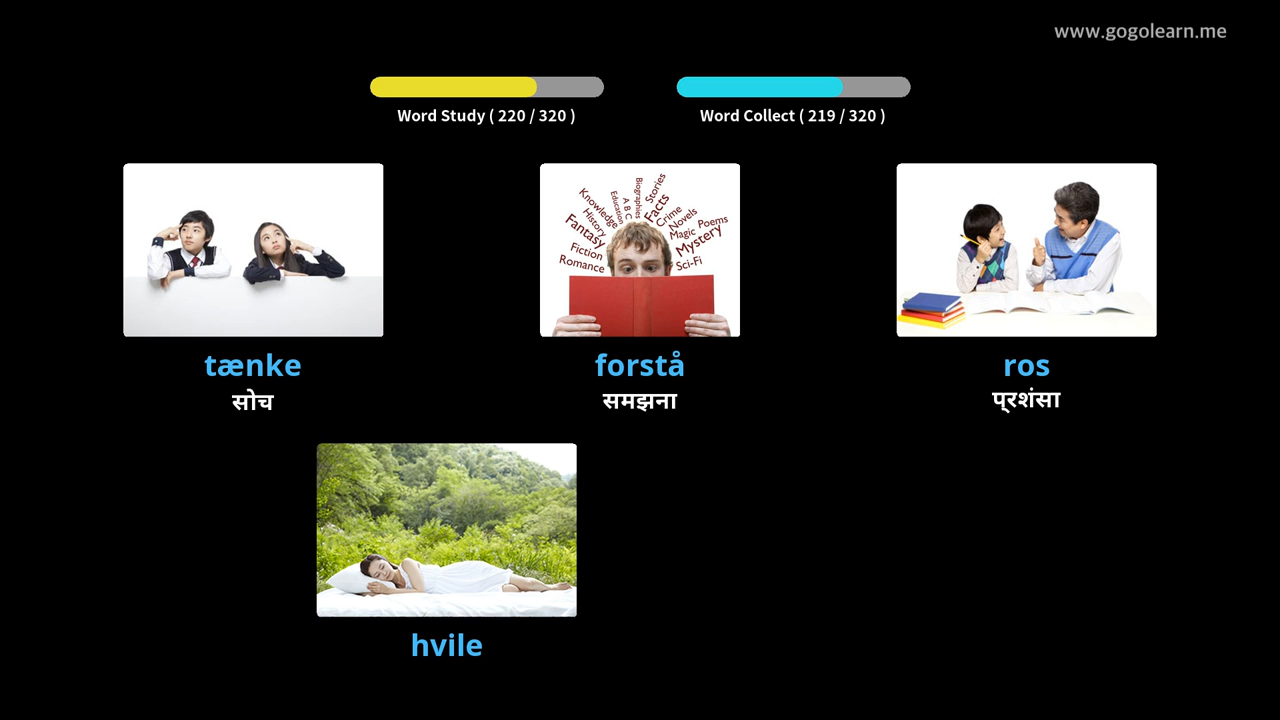 www.gogolearn.me
Word Study ( 220 / 320 )
Word Collect ( 219 / 320 )
Knowledge
History
Fantasy
Fiction
Romance
Education
A B C
Biographies
Stories
Facts
Crime
Novels
Magic
Poems
Mystery
Sci-Fi
tænke
forstå
ros
सोच
समझना
प्रशंसा
hvile